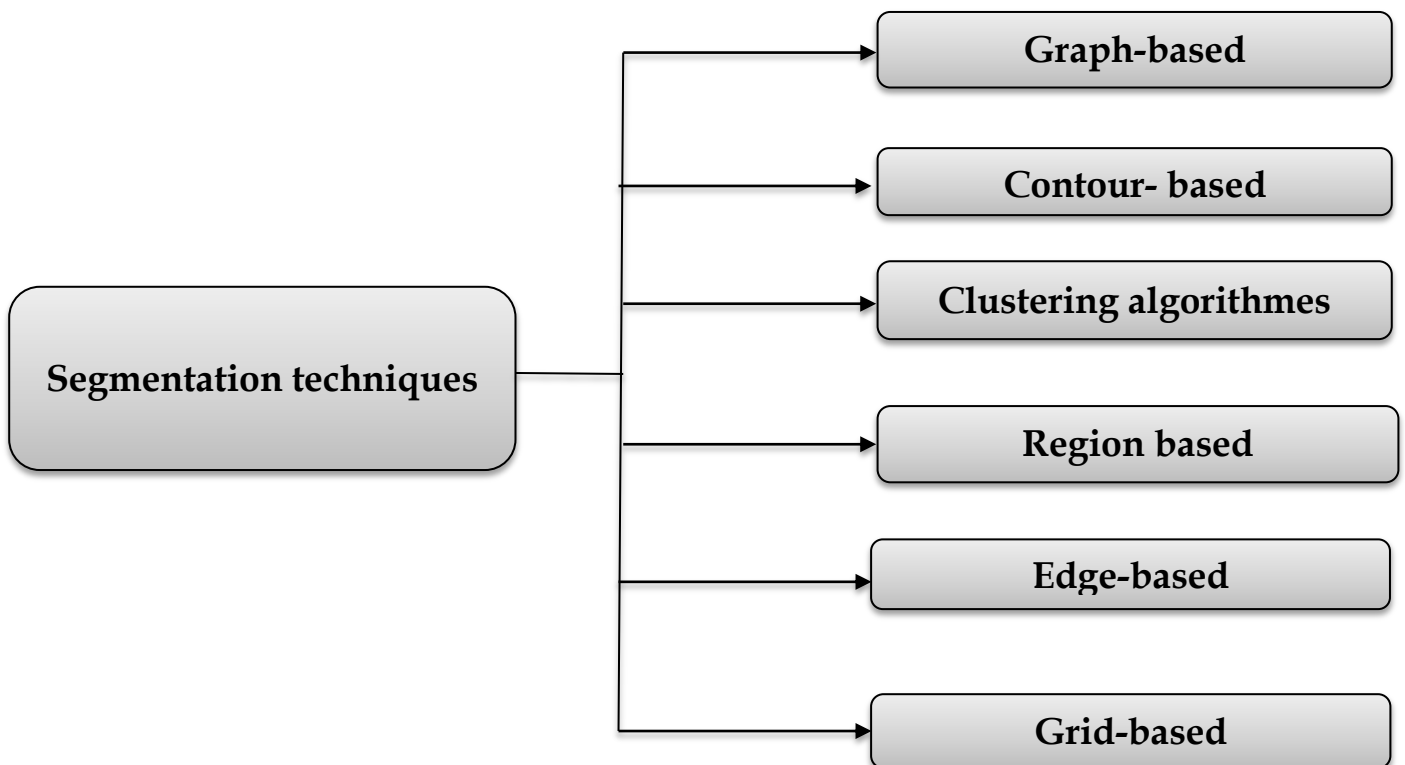 Graph-based
Contour- based
Clustering algorithmes
Segmentation techniques
Region based
Edge-based
Grid-based